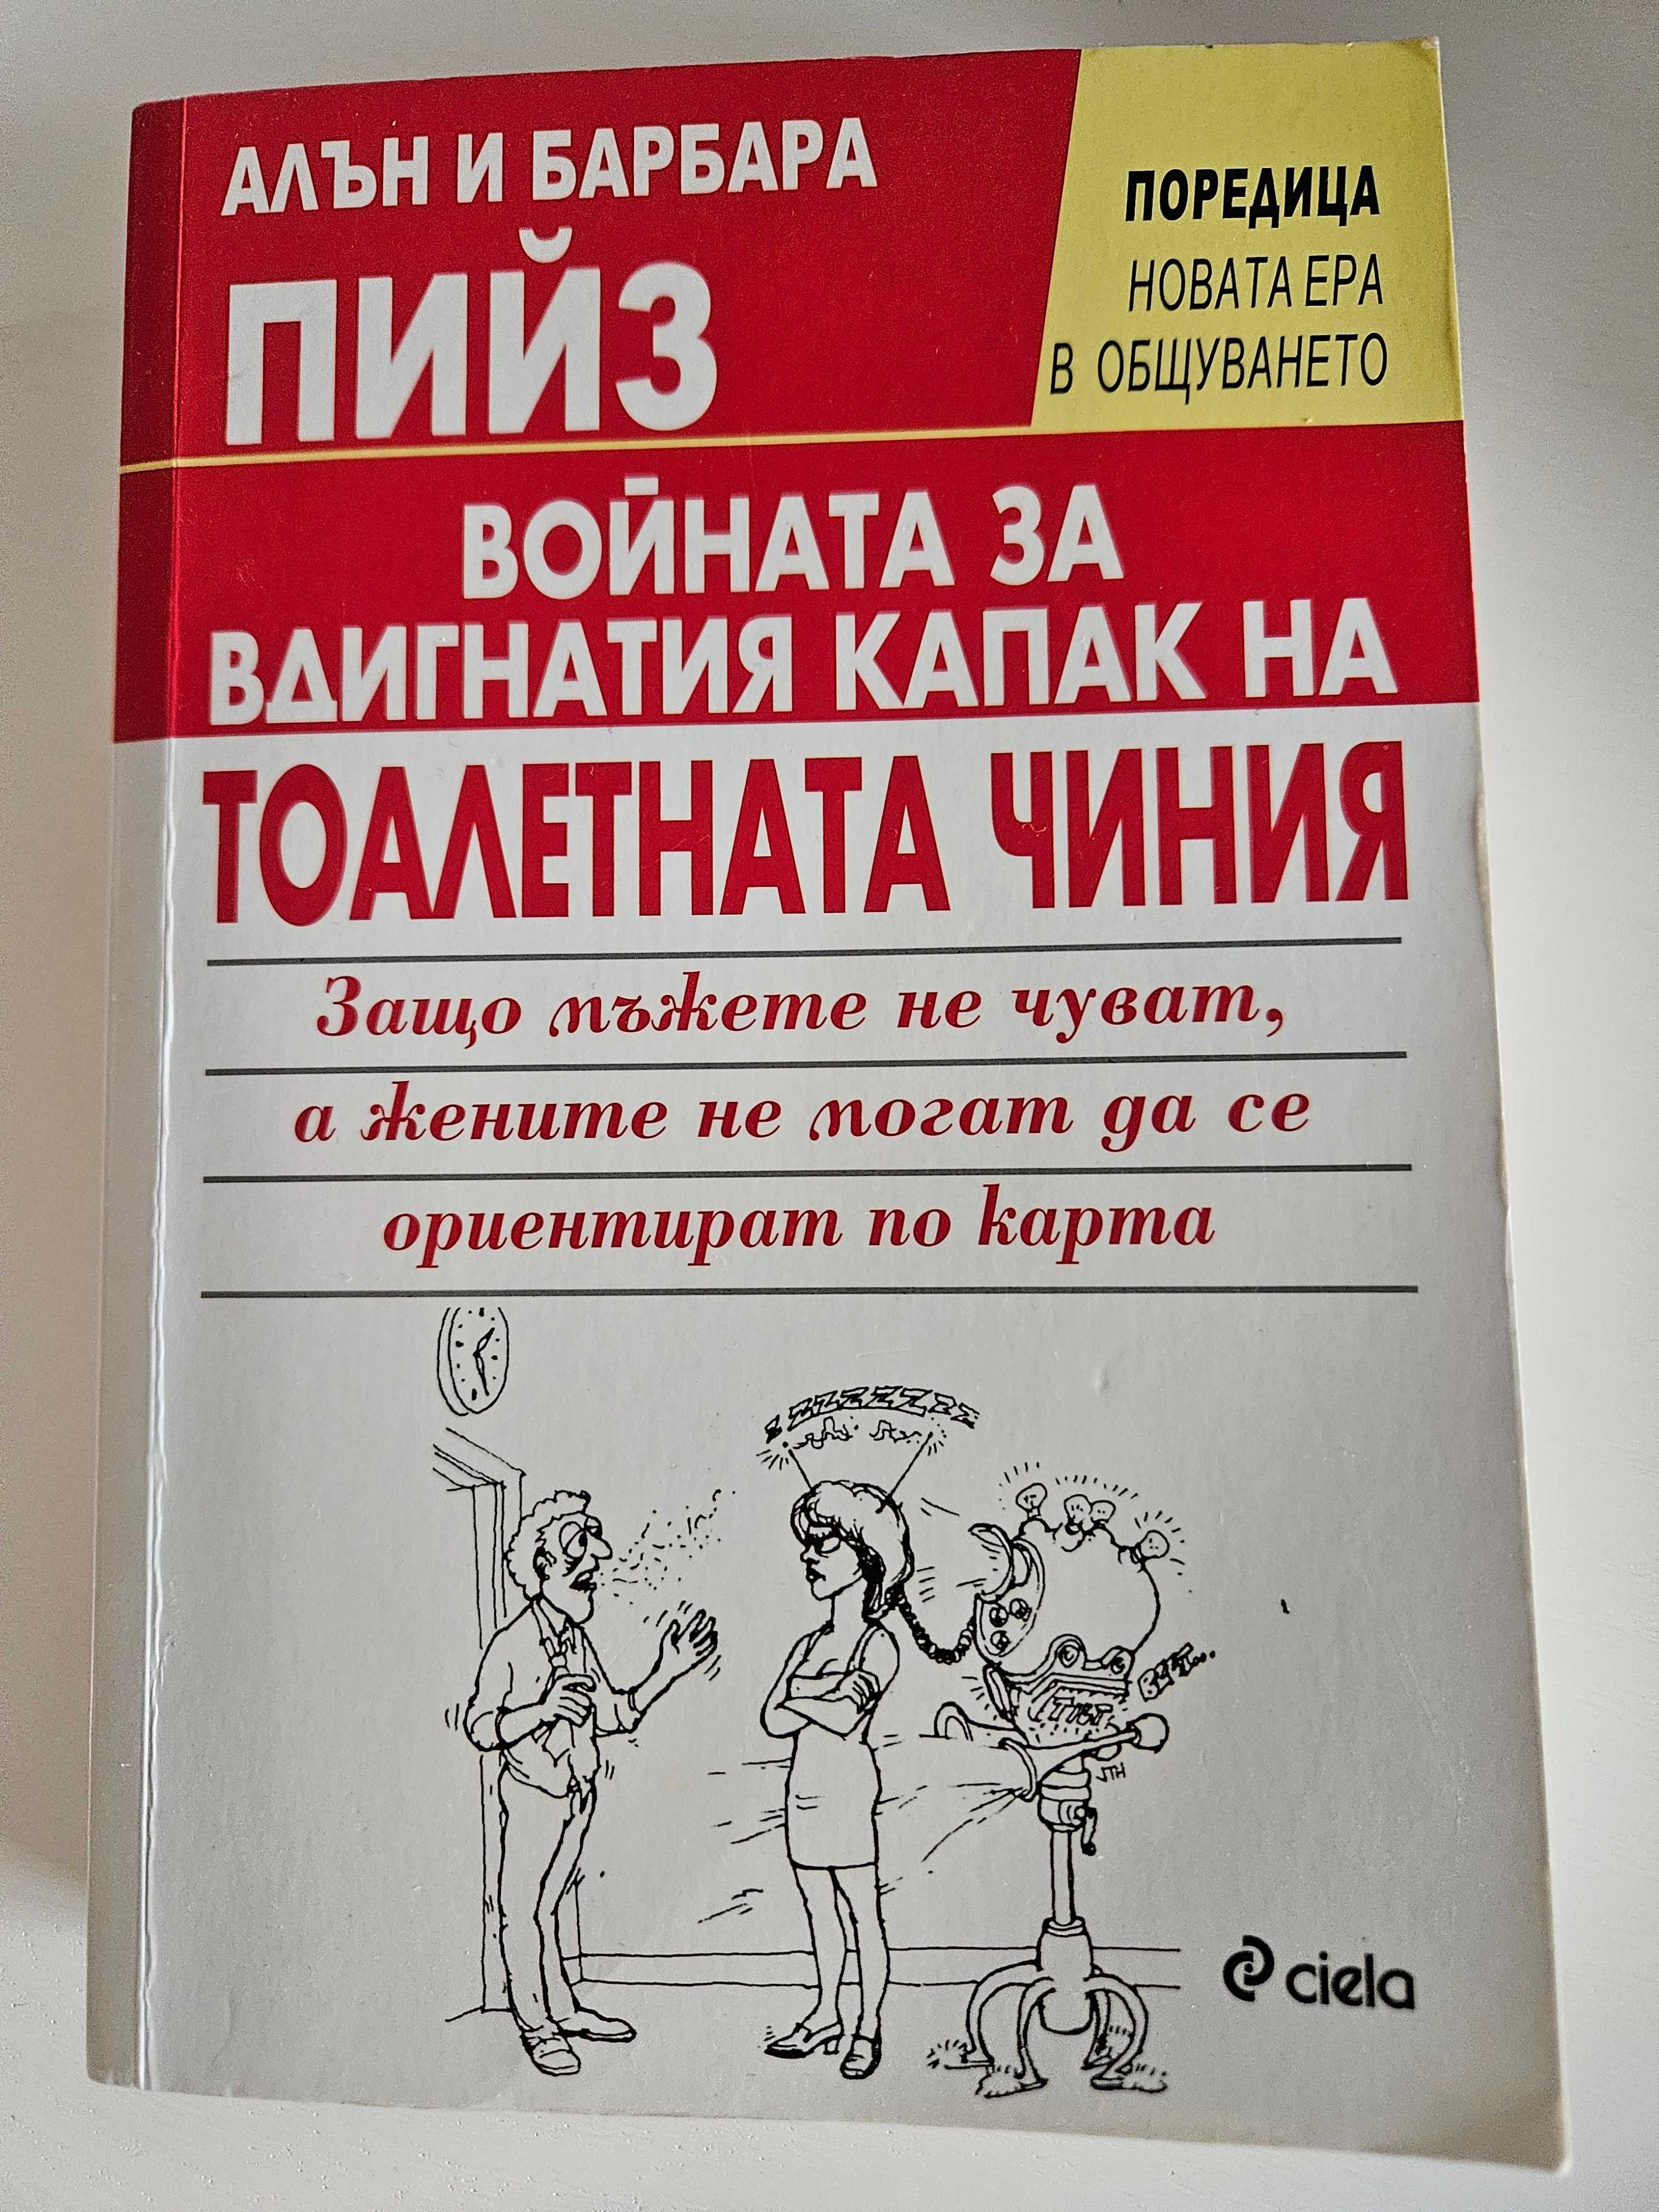 АЛЪН И БАРБАРА
ПИЙЗ
ПОРЕДИЦА
НОВАТА ЕРА
В ОБЩУВАНЕТО
ВОЙНАТА ЗА
ВДИГНАТИЯ КАПАК НА
ТОАЛЕТНАТА ЧИНИЯ
Защо мъжете не чуват,
а жените не могат да се
ориентират по карта
ciela